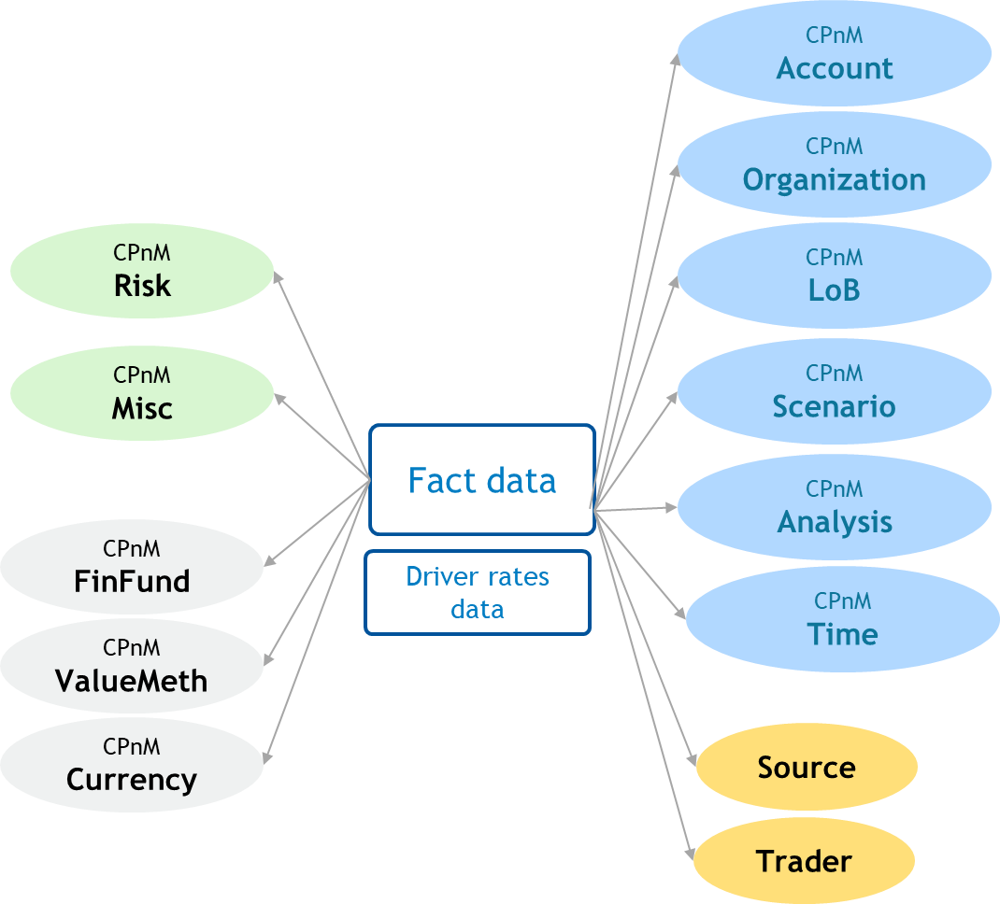 CPnM
Risk
CPnM
Misc
CPnM
FinFund
CPnM
ValueMeth
CPnM
Currency
Fact data
Driver rates
data
CPnM
Account
CPnM
Organization
CPnM
LoB
CPnM
Scenario
CPnM
Analysis
CPnM
Time
Source
Trader